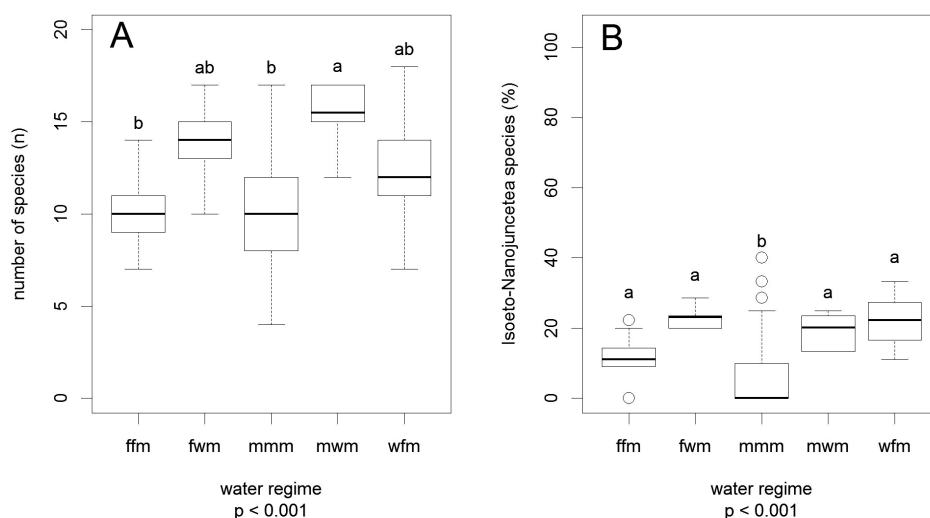 A
number of species (n)
20
15
10
5
0
b
ab
b
a
ab
ffm
fwm
mmm
mwm
wfm
water regime
p < 0.001
B
Isoeto-Nanojuncetea species (%)
100
80
60
40
20
0
a
a
b
a
a
ffm
fwm
mmm
mwm
wfm
water regime
p < 0.001